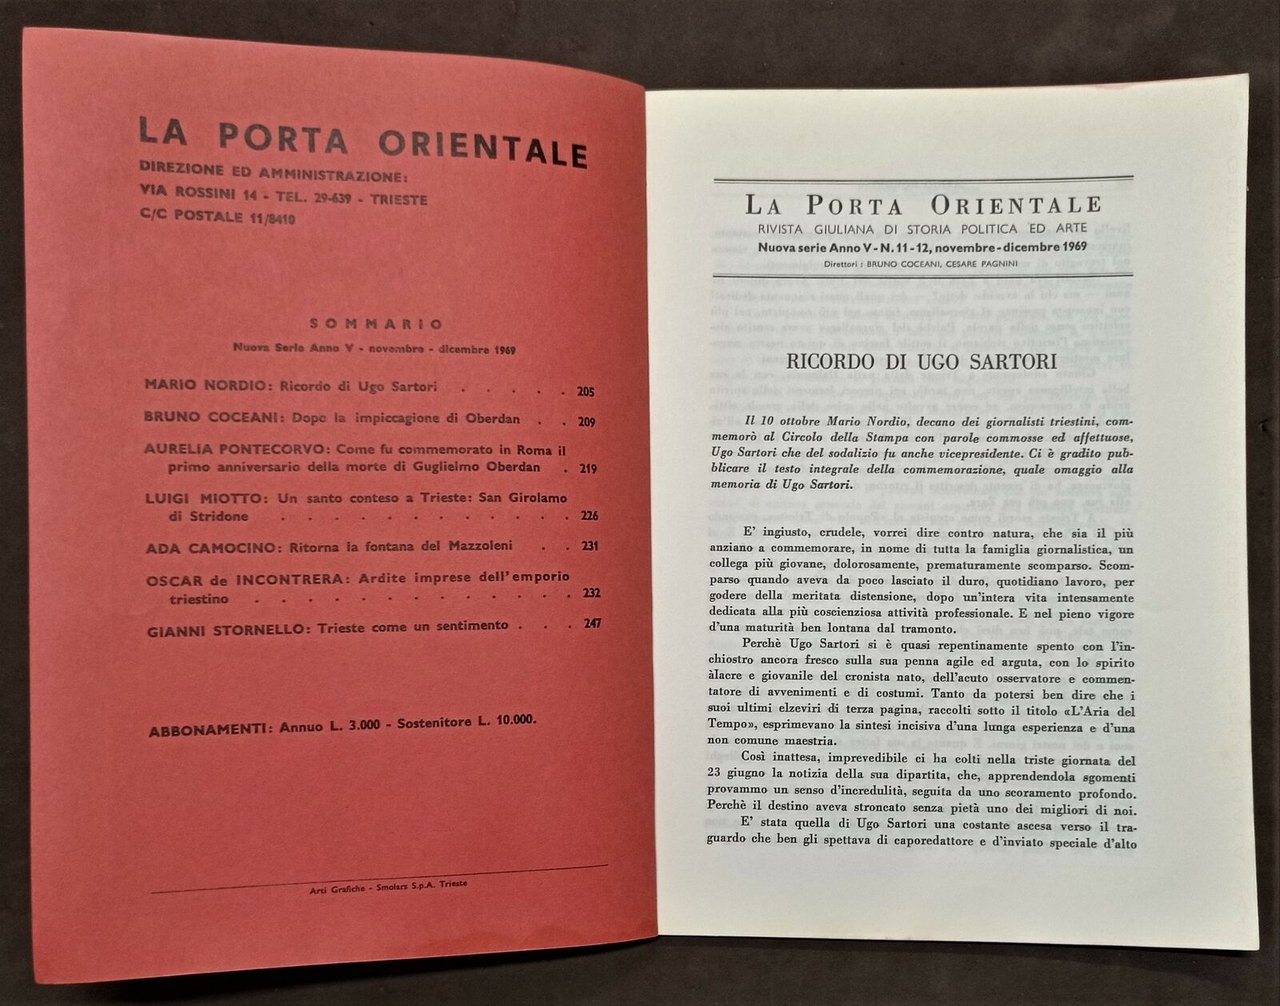 LA PORTA ORIENTALE
DIREZIONE ED AMMINISTRAZIONE:
VIA ROSSINI 14 - TEL. 29-639 - TRIESTE
C/C POSTALE 11/8410
SOMMARIO
Nuova Serie Anno V - novembre - dicembre 1969
MARIO NORDIO: Ricordo di Ugo Sartori . . . . . 205
BRUNO COCEANI: Dopo la impiccagione di Oberdan . . 209
AURELIA PONTECORVO: Come fu commemorato in Roma il
primo anniversario della morte di Guglielmo Oberdan . 219
LUIGI MIOTTO: Un santo conteso a Trieste: San Girolamo
di Stridone . . . . . . . . . . . . 226
ADA CAMOCINO: Ritorna la fontana del Mazzoleni . . 231
OSCAR de INCONTRERA: Ardite imprese dell'emporio
triestino . . . . . . . . . . . . . 232
GIANNI STORNELLO: Trieste come un sentimento . . . 247
ABBONAMENTI: Annuo L. 3.000 - Sostenitore L. 10.000.
Arti Grafiche - Smolars S.p.A. Trieste
LA PORTA ORIENTALE
RIVISTA GIULIANA DI STORIA POLITICA ED ARTE
Nuova serie Anno V - N. 11 - 12, novembre - dicembre 1969
Direttori : BRUNO COCEANI, CESARE PAGNINI
RICORDO DI UGO SARTORI
Il 10 ottobre Mario Nordio, decano dei giornalisti triestini, com-
memorò al Circolo della Stampa con parole commosse ed affettuose,
Ugo Sartori che del sodalizio fu anche vicepresidente. Ci è gradito pub-
blicare il testo integrale della commemorazione, quale omaggio alla
memoria di Ugo Sartori.
E' ingiusto, crudele, vorrei dire contro natura, che sia il più
anziano a commemorare, in nome di tutta la famiglia giornalistica, un
collega più giovane, dolorosamente, prematuramente scomparso. Scom-
parso quando aveva da poco lasciato il duro, quotidiano lavoro, per
godere della meritata distensione, dopo un'intera vita intensamente
dedicata alla più coscienziosa attività professionale. E nel pieno vigore
d'una maturità ben lontana dal tramonto.
Perchè Ugo Sartori si è quasi repentinamente spento con l'in-
chiostro ancora fresco sulla sua penna agile ed arguta, con lo spirito
àlacre e giovanile del cronista nato, dell'acuto osservatore e commen-
tatore di avvenimenti e di costumi. Tanto da potersi ben dire che i
suoi ultimi elzeviri di terza pagina, raccolti sotto il titolo «L'Aria del
Tempo», esprimevano la sintesi incisiva d'una lunga esperienza e d'una
non comune maestria.
Così inattesa, imprevedibile ci ha colti nella triste giornata del
23 giugno la notizia della sua dipartita, che, apprendendola sgomenti
provammo un senso d'incredulità, seguita da uno scoramento profondo.
Perchè il destino aveva stroncato senza pietà uno dei migliori di noi.
E' stata quella di Ugo Sartori una costante ascesa verso il tra-
guardo che ben gli spettava di caporedattore e d'inviato speciale d'alto